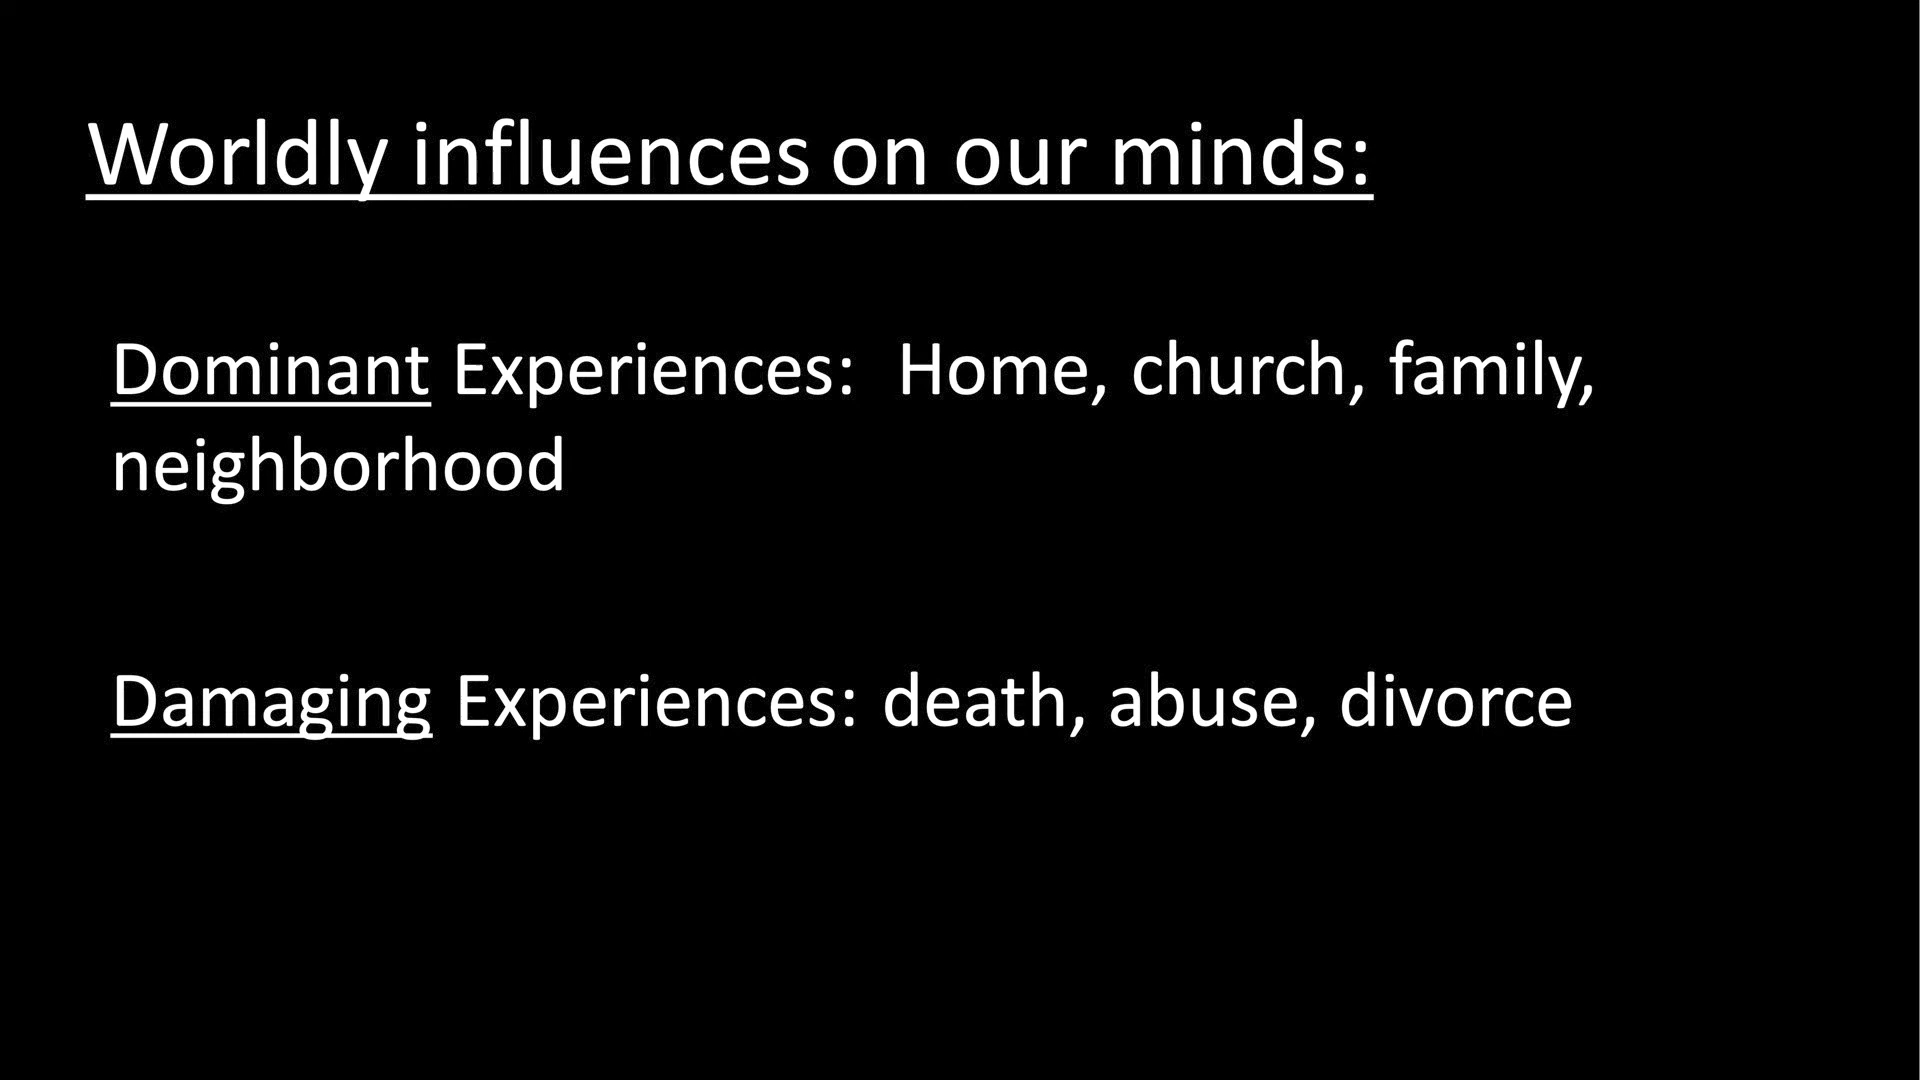 Worldly influences on our minds:
Dominant Experiences:  Home, church, family,
neighborhood
Damaging Experiences: death, abuse, divorce